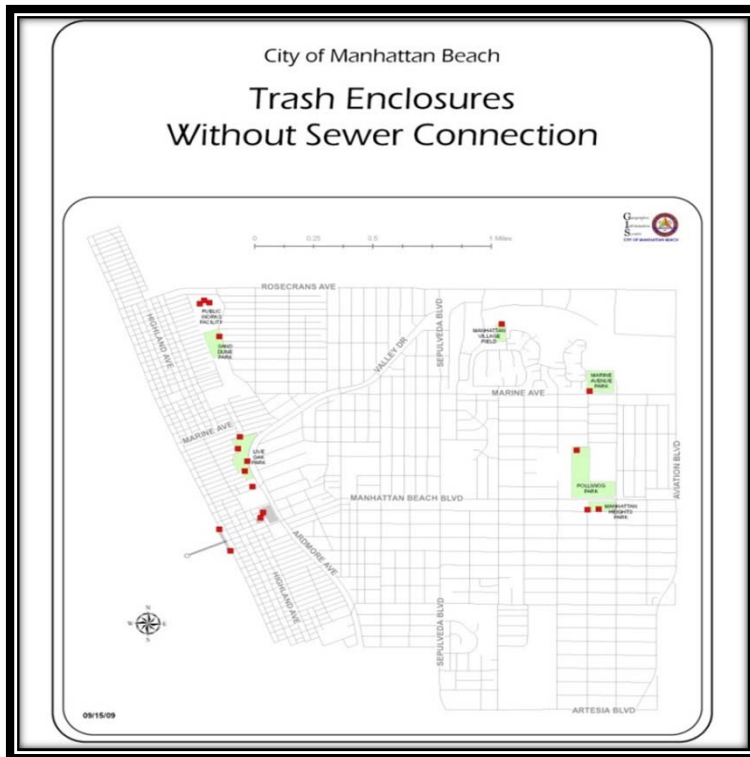 City of Manhattan Beach
Trash Enclosures
Without Sewer Connection
G
I
S
CITY OF MANHATTAN BEACH
0 0.25 0.5 1 Miles
ROSECRANS AVE
PUBLIC
WORKS
FACILITY
HIGHLAND AVE
SAND
DUNE
PARK
VALLEY DR
SEPULVEDA BLVD
MANHATTAN
VILLAGE
FIELD
MARINE
AVENUE
PARK
MARINE AVE
MARINE AVE
LIVE
OAK
PARK
AVIATION BLVD
MANHATTAN BEACH BLVD
POLLIWOG
PARK
MANHATTAN
HEIGHTS
PARK
ARDMORE AVE
HIGHLAND AVE
SEPULVEDA BLVD
N
W E
S
09/15/09
ARTESIA BLVD